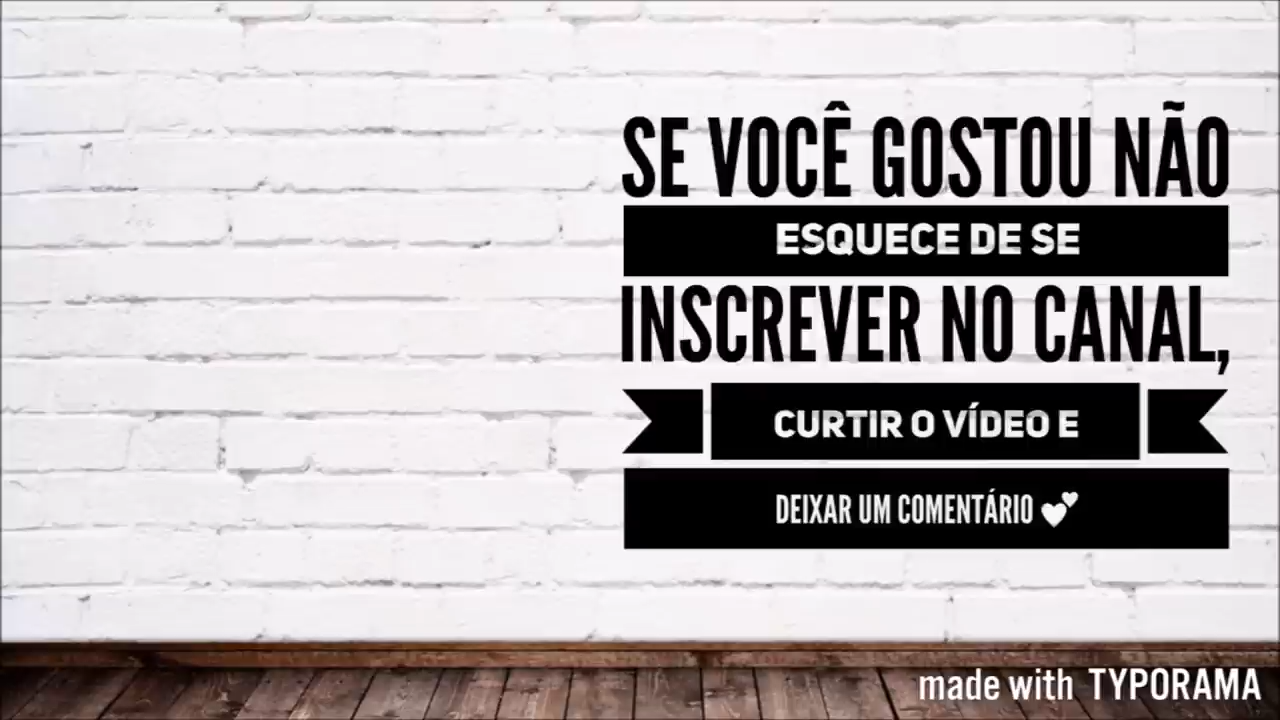 SE VOCÊ GOSTOU NÃO
ESQUECE DE SE
INSCREVER NO CANAL,
CURTIR O VÍDEO E
DEIXAR UM COMENTÁRIO 💕
made with TYPORAMA